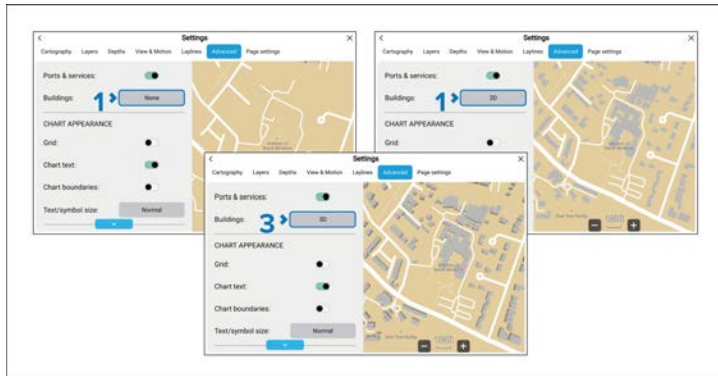 Settings
Cartography Layers Depths View & Motion Laylines Advanced Page settings
Ports & services:
Buildings: 1 None
CHART APPEARANCE
Grid:
Chart text:
Chart boundaries:
Text/symbol size: Normal
Settings
Cartography Layers Depths View & Motion Laylines Advanced Page settings
Ports & services:
Buildings: 1 2D
CHART APPEARANCE
Grid:
Settings
Cartography Layers Depths View & Motion Laylines Advanced Page settings
Ports & services:
Buildings: 3 3D
CHART APPEARANCE
Grid:
Chart text:
Chart boundaries:
Text/symbol size: Normal